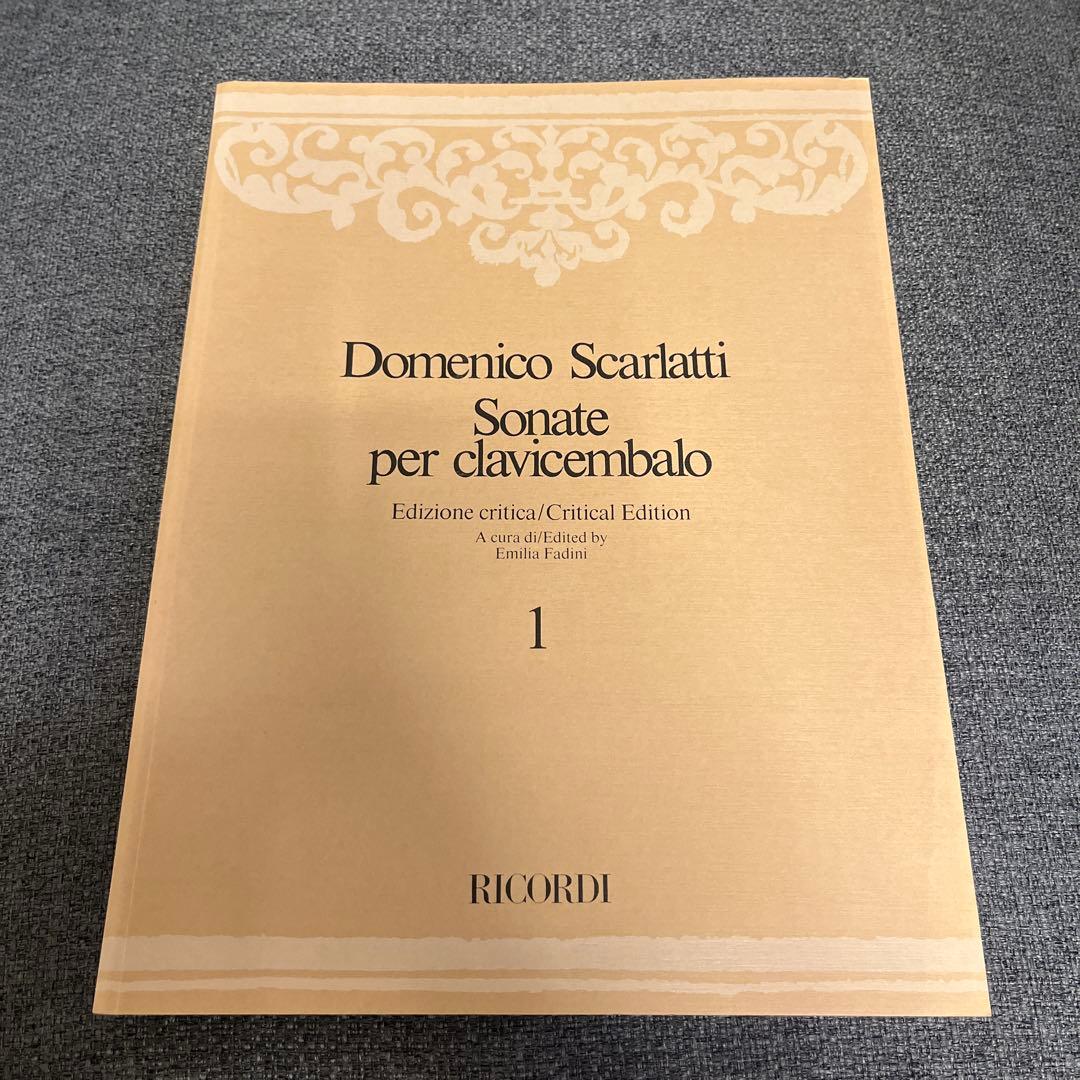 Domenico Scarlatti
Sonate
per clavicembalo
Edizione critica/Critical Edition
A cura di/Edited by
Emilia Fadini
1
RICORDI